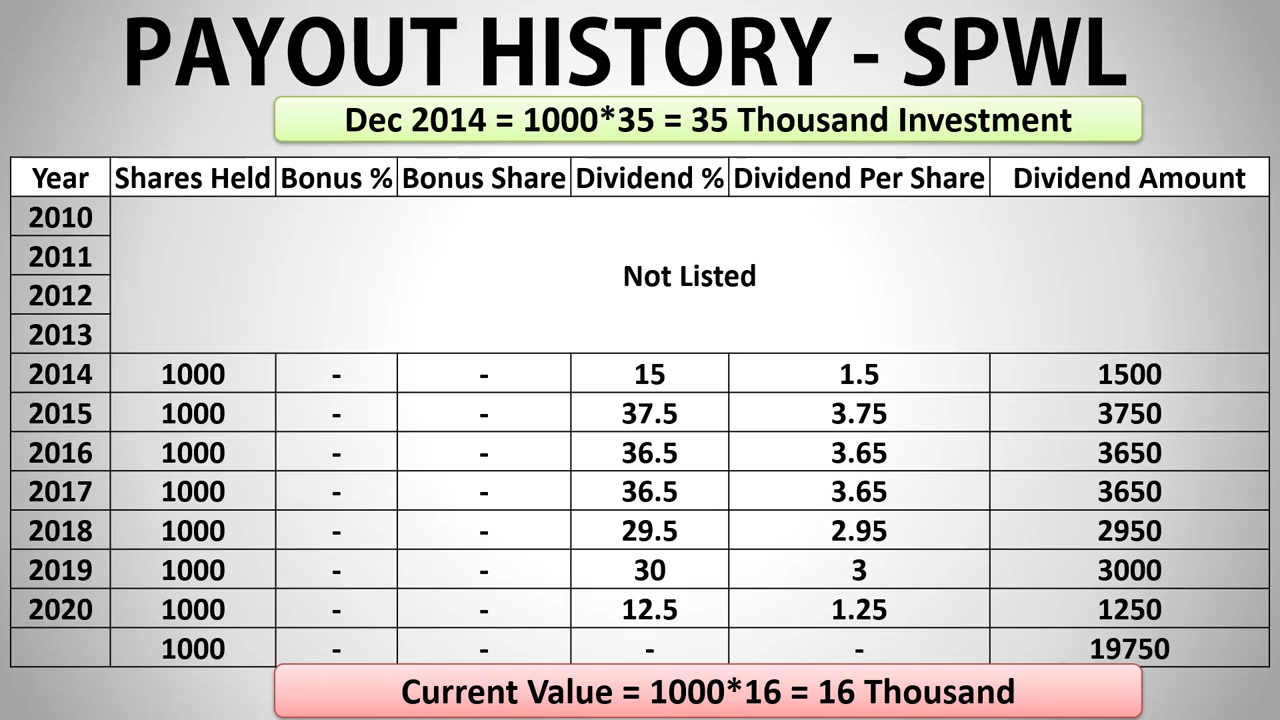 PAYOUT HISTORY - SPWL
Dec 2014 = 1000*35 = 35 Thousand Investment
Year Shares Held Bonus % Bonus Share Dividend % Dividend Per Share Dividend Amount
2010
2011
Not Listed
2012
2013
2014 1000 - - 15 1.5 1500
2015 1000 - - 37.5 3.75 3750
2016 1000 - - 36.5 3.65 3650
2017 1000 - - 36.5 3.65 3650
2018 1000 - - 29.5 2.95 2950
2019 1000 - - 30 3 3000
2020 1000 - - 12.5 1.25 1250
1000 - - - - 19750
Current Value = 1000*16 = 16 Thousand